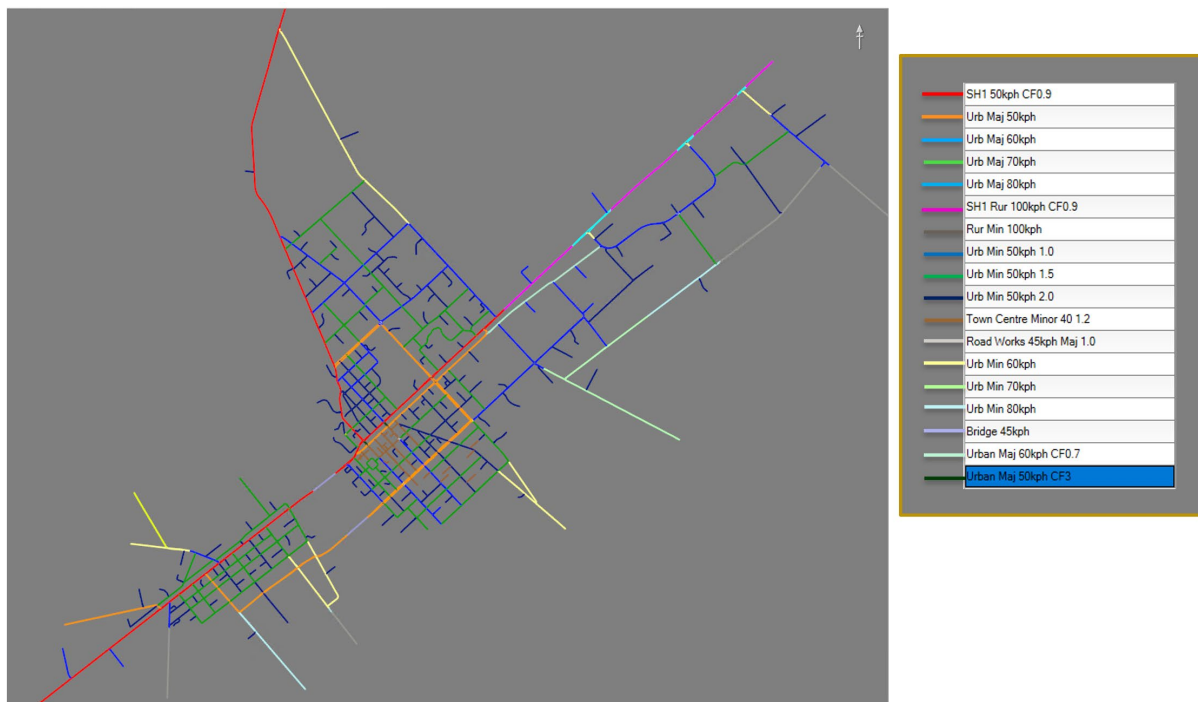 SH1 50kph CF0.9
Urb Maj 50kph
Urb Maj 60kph
Urb Maj 70kph
Urb Maj 80kph
SH1 Rur 100kph CF0.9
Rur Min 100kph
Urb Min 50kph 1.0
Urb Min 50kph 1.5
Urb Min 50kph 2.0
Town Centre Minor 40 1.2
Road Works 45kph Maj 1.0
Urb Min 60kph
Urb Min 70kph
Urb Min 80kph
Bridge 45kph
Urban Maj 60kph CF0.7
Urban Maj 50kph CF3